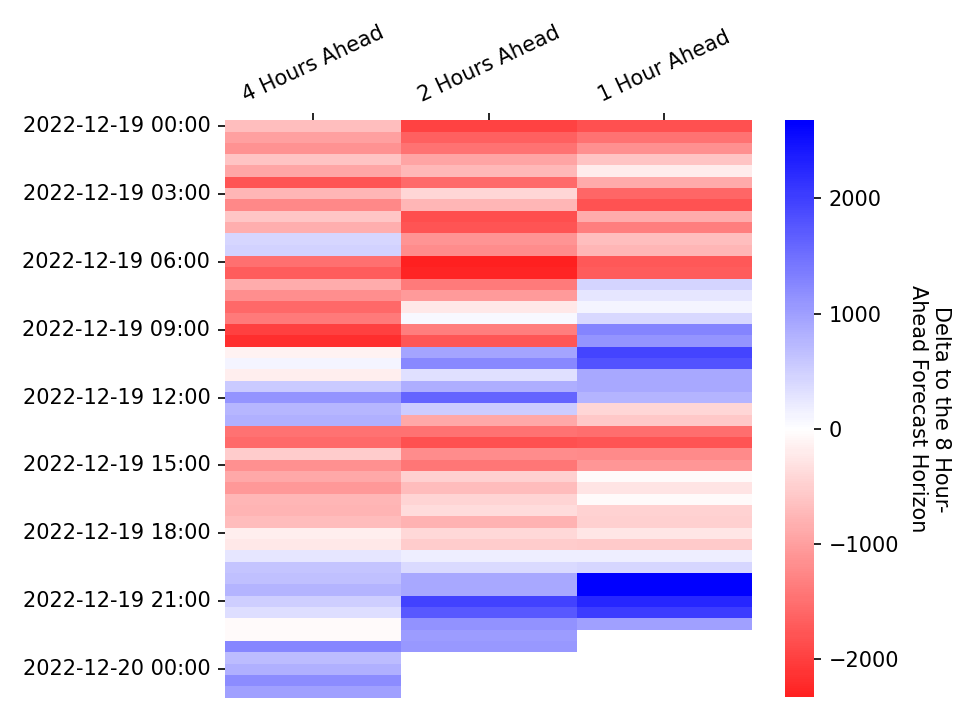 4 Hours Ahead
2 Hours Ahead
1 Hour Ahead
2022-12-19 00:00
2022-12-19 03:00
2022-12-19 06:00
2022-12-19 09:00
2022-12-19 12:00
2022-12-19 15:00
2022-12-19 18:00
2022-12-19 21:00
2022-12-20 00:00
2000
1000
0
−1000
−2000
Delta to the 8 Hour-
Ahead Forecast Horizon